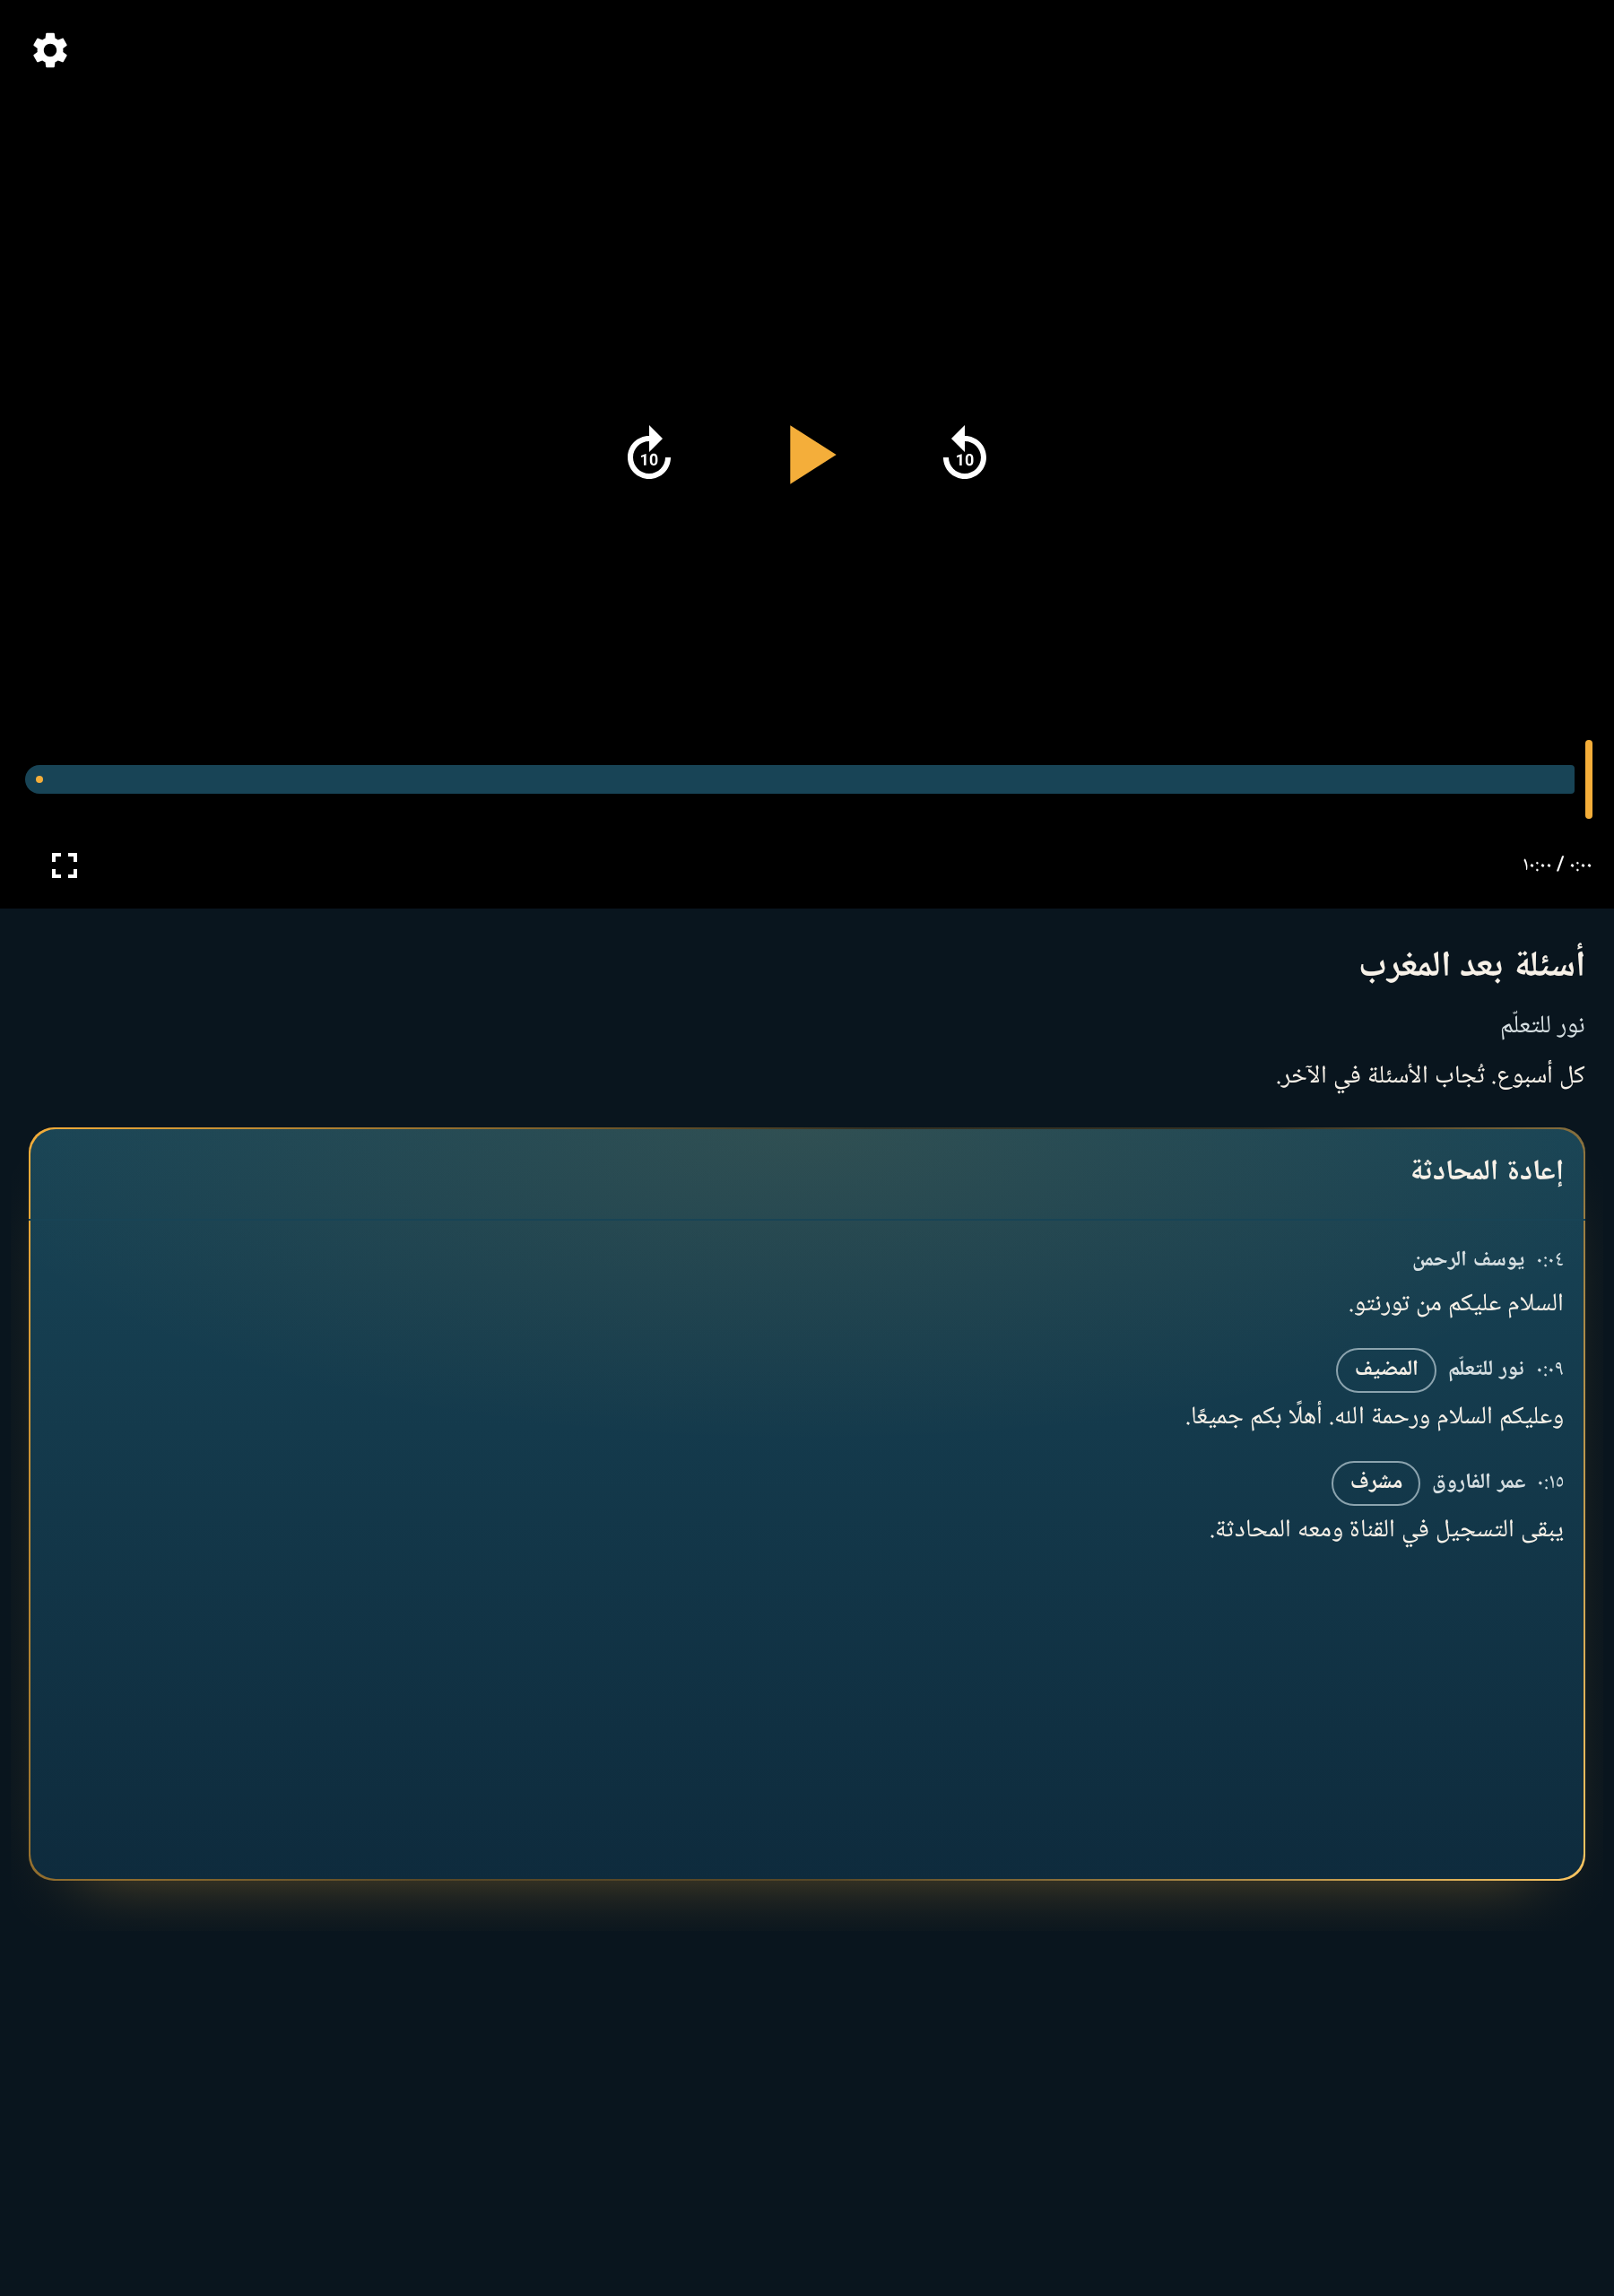 10
10
٠:٠٠ / ١٠:٠٠
أسئلة بعد المغرب
نور للتعلّم
كل أسبوع. تُجاب الأسئلة في الآخر.
إعادة المحادثة
٠:٠٤ يوسف الرحمن
السلام عليكم من تورنتو.
٠:٠٩ نور للتعلّم المضيف
وعليكم السلام ورحمة الله. أهلًا بكم جميعًا.
٠:١٥ عمر الفاروق مشرف
يبقى التسجيل في القناة ومعه المحادثة.